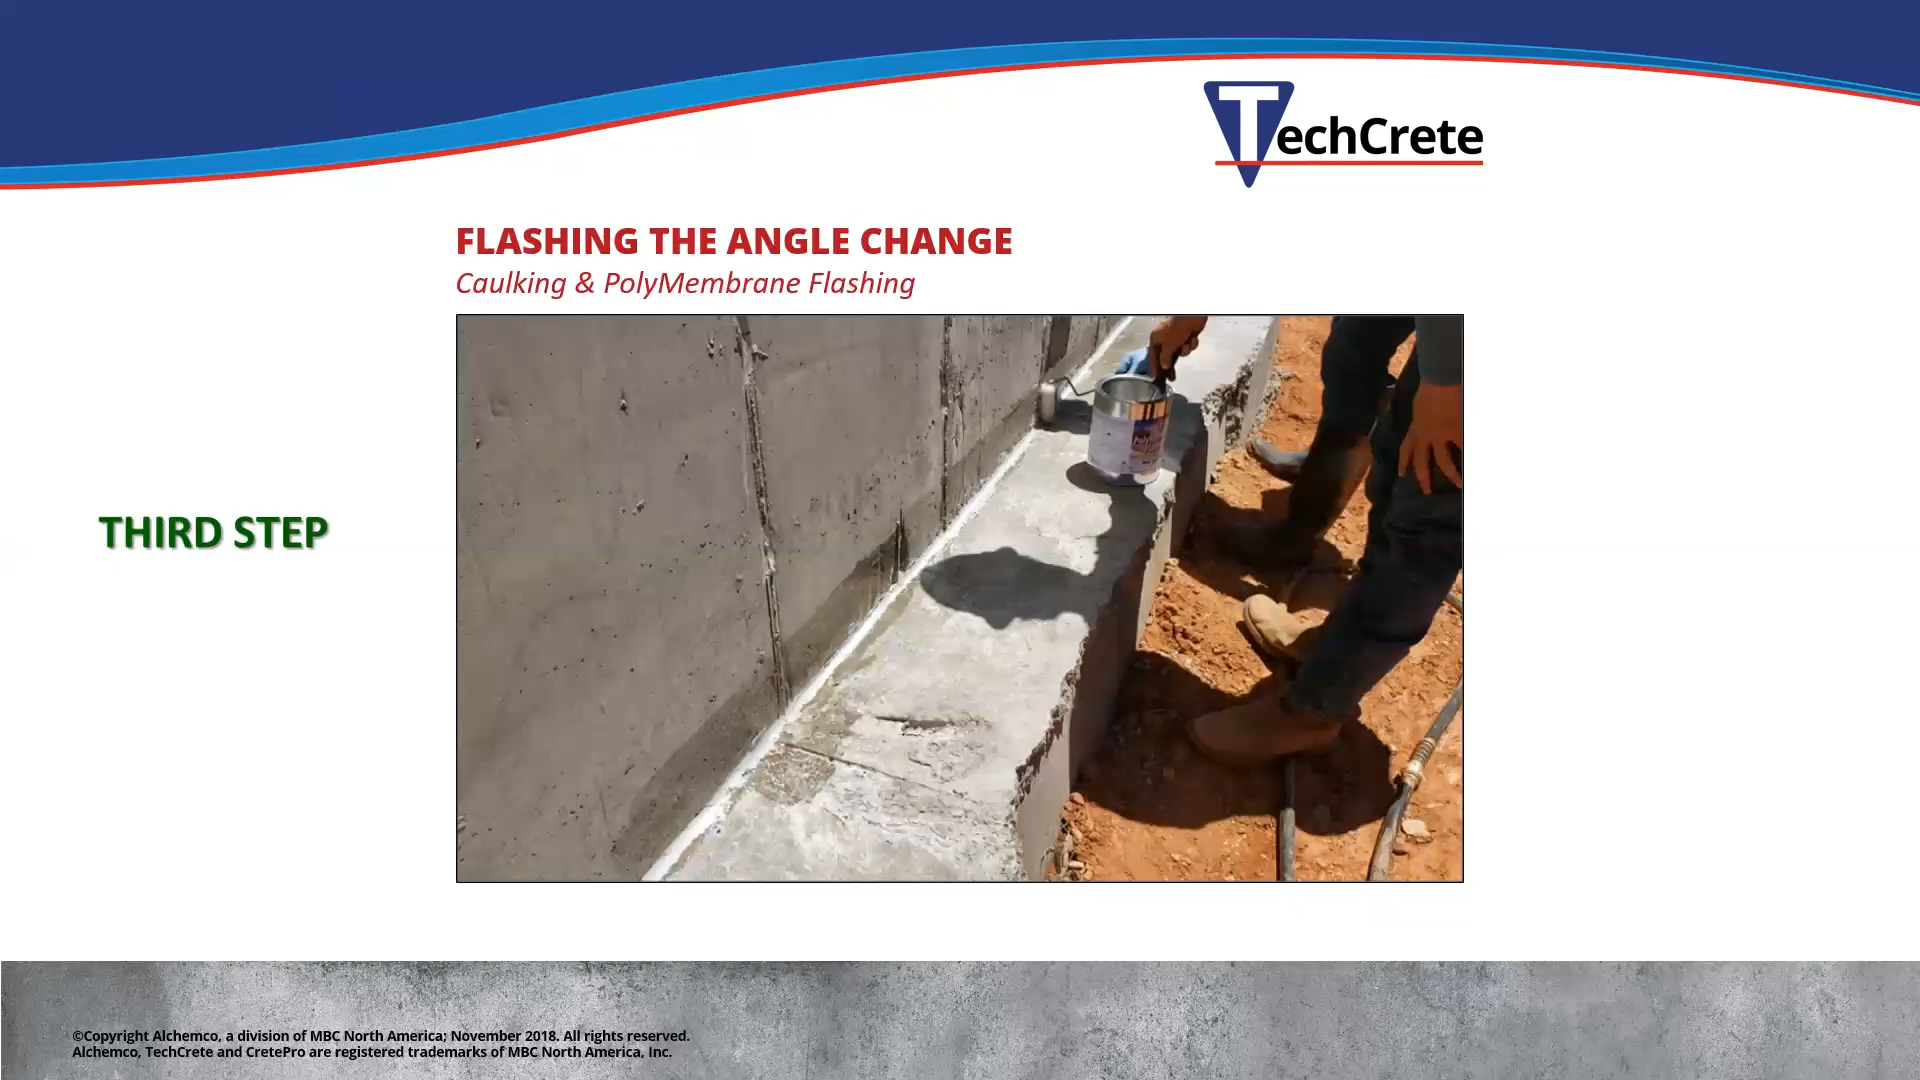 TechCrete
FLASHING THE ANGLE CHANGE
Caulking & PolyMembrane Flashing
THIRD STEP
©Copyright Alchemco, a division of MBC North America; November 2018. All rights reserved.
Alchemco, TechCrete and CretePro are registered trademarks of MBC North America, Inc.